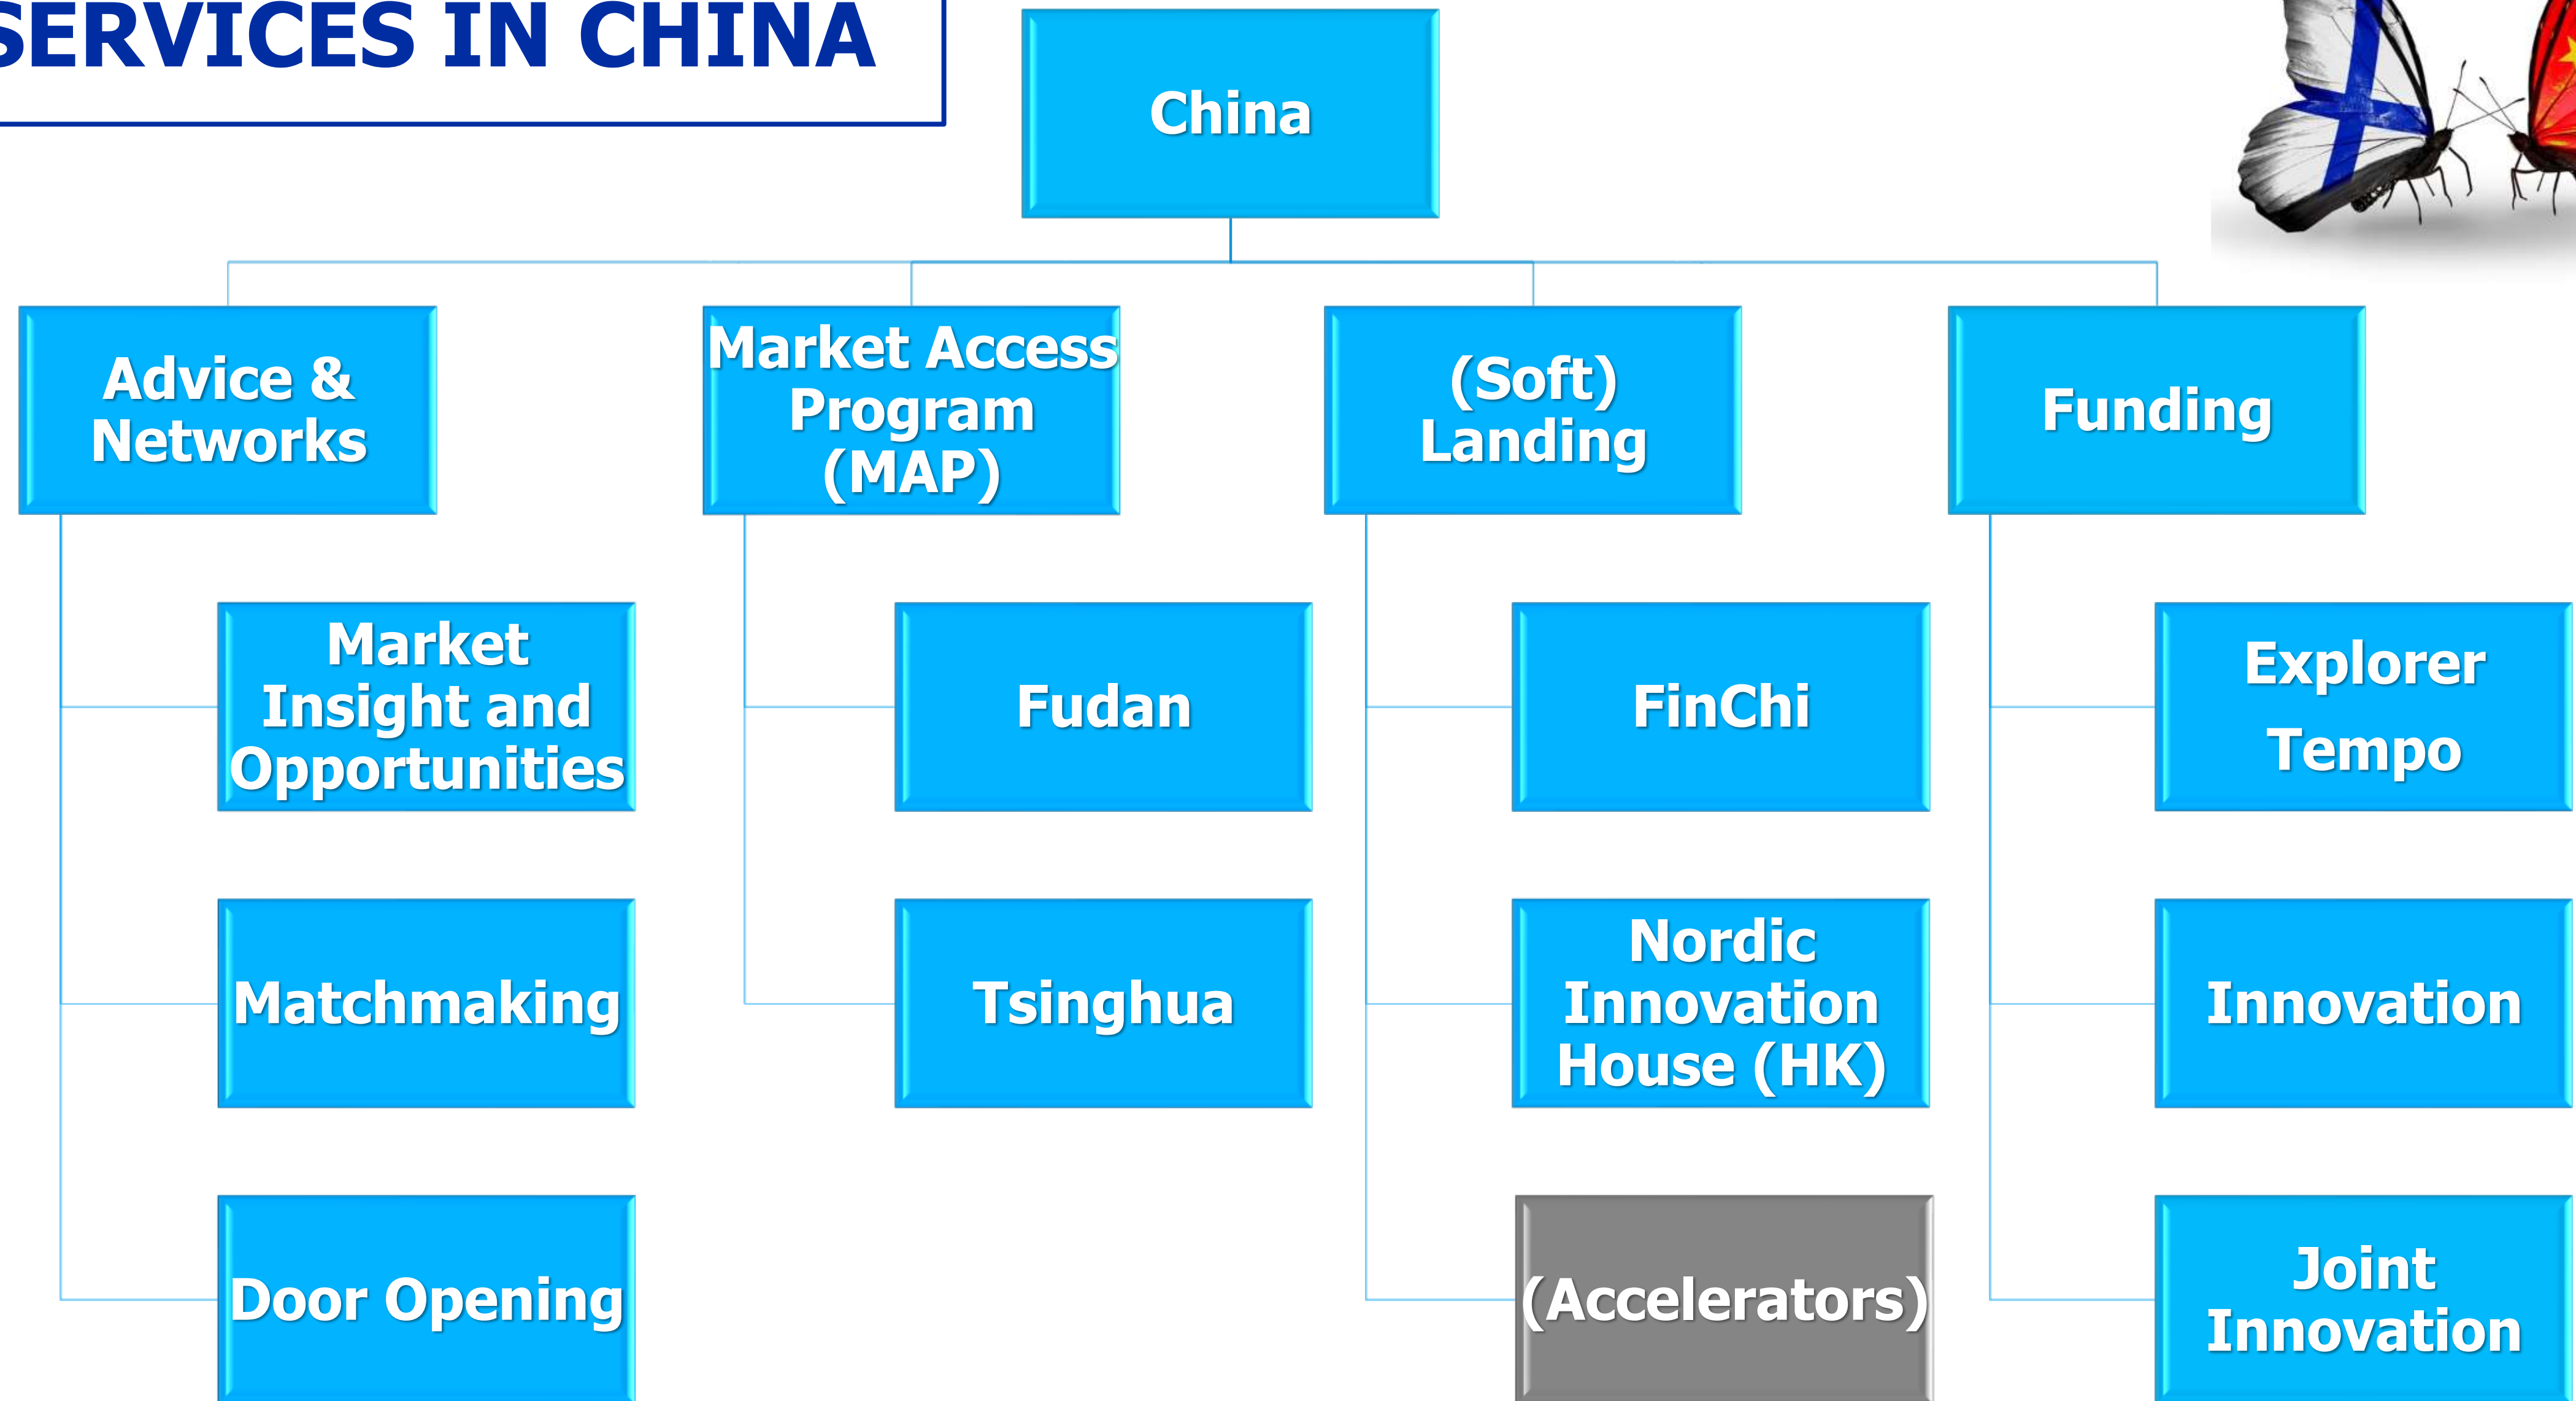 SERVICES IN CHINA
China
Advice &
Networks
Market Access
Program
(MAP)
(Soft)
Landing
Funding
Market
Insight and
Opportunities
Fudan
FinChi
Explorer
Tempo
Matchmaking
Tsinghua
Nordic
Innovation
House (HK)
Innovation
Door Opening
(Accelerators)
Joint
Innovation